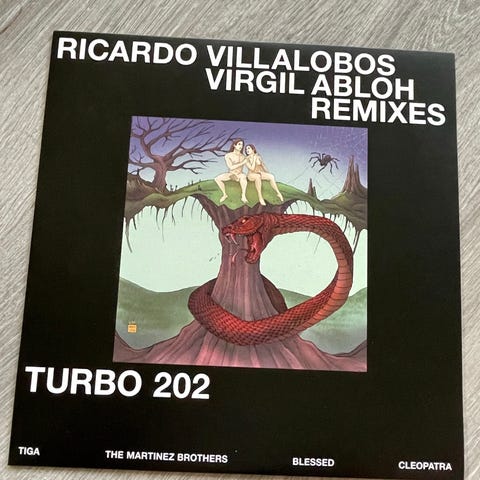 RICARDO VILLALOBOS
VIRGIL ABLOH
REMIXES
TURBO 202
TIGA THE MARTINEZ BROTHERS BLESSED CLEOPATRA